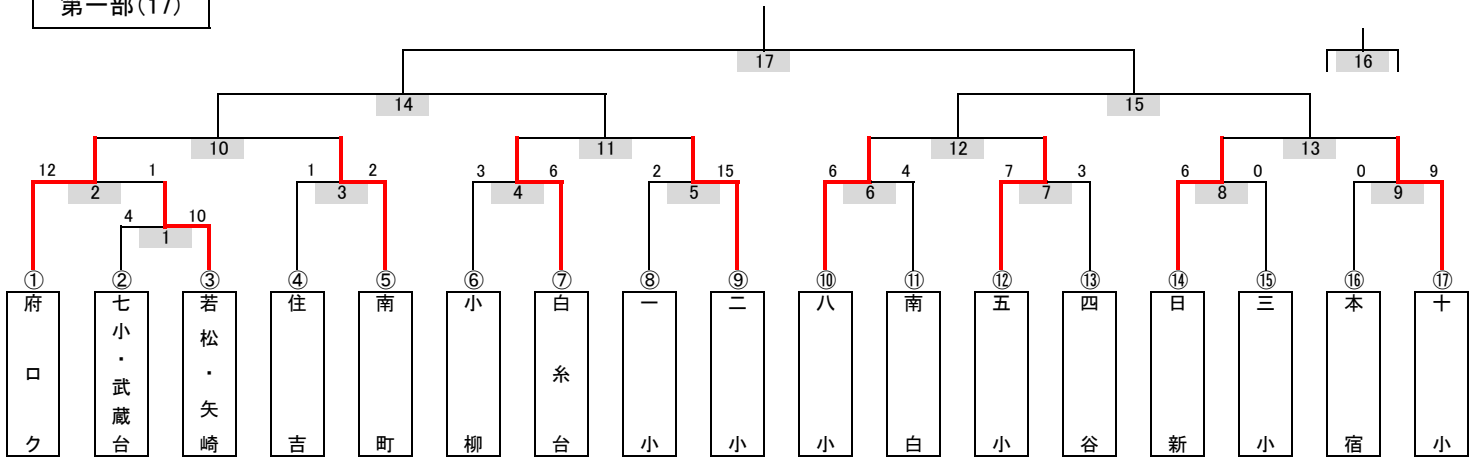 第一部(17)
17
16
14
15
10
11
12
13
12 1 1 2 3 6 2 15 6 4 7 3 6 0 0 9
2 3 4 5 6 7 8 9
4 10
1
① ② ③ ④ ⑤ ⑥ ⑦ ⑧ ⑨ ⑩ ⑪ ⑫ ⑬ ⑭ ⑮ ⑯ ⑰
府ロク
七小・武蔵台
若松・矢崎
住吉
南町
小柳
白糸台
一小
二小
八小
南白
五小
四谷
日新
三小
本宿
十小